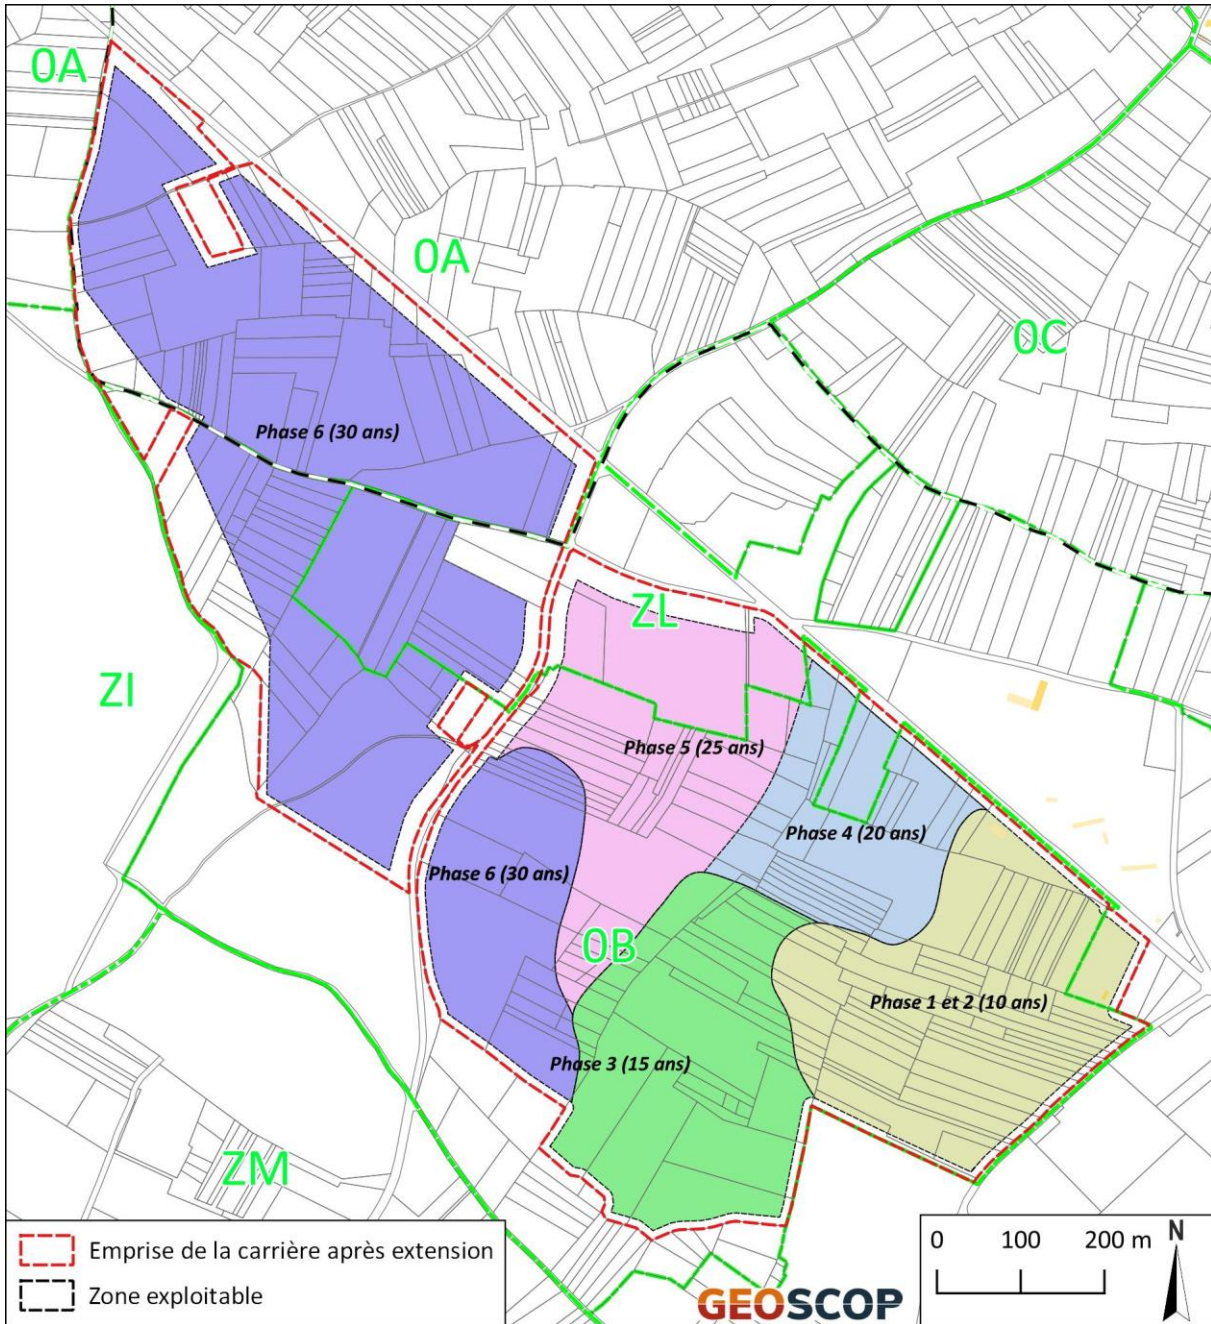 0A
0A
0C
Phase 6 (30 ans)
ZL
ZI
Phase 5 (25 ans)
Phase 4 (20 ans)
Phase 6 (30 ans)
0B
Phase 1 et 2 (10 ans)
Phase 3 (15 ans)
ZM
Emprise de la carrière après extension
Zone exploitable
GEOSCOP
0 100 200 m
N